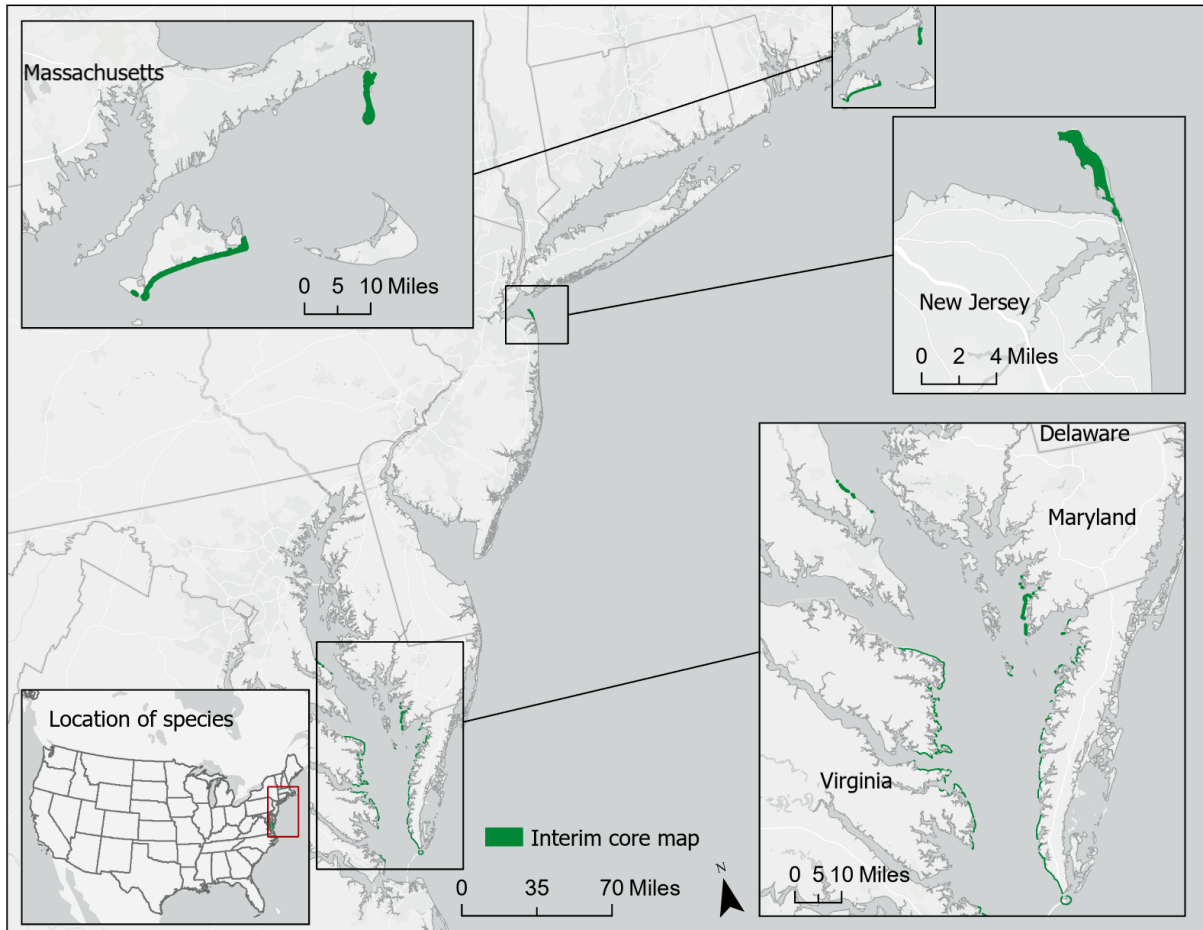 Massachusetts
0 5 10 Miles
New Jersey
0 2 4 Miles
Delaware
Maryland
Virginia
0 5 10 Miles
Location of species
Interim core map
0 35 70 Miles
N